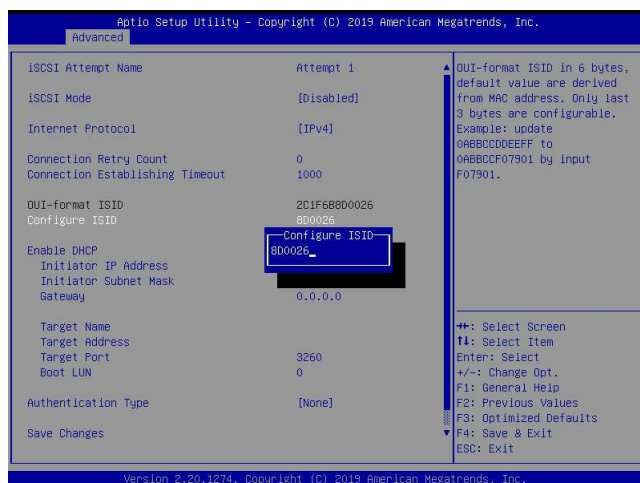 Aptio Setup Utility – Copyright (C) 2019 American Megatrends, Inc.
Advanced
iSCSI Attempt Name Attempt 1
iSCSI Mode [Disabled]
Internet Protocol [IPv4]
Connection Retry Count 0
Connection Establishing Timeout 1000
OUI-format ISID 2C1F6B8D0026
Configure ISID 8D0026
Configure ISID
8D0026_
Enable DHCP
Initiator IP Address
Initiator Subnet Mask
Gateway 0.0.0.0
Target Name
Target Address
Target Port 3260
Boot LUN 0
Authentication Type [None]
Save Changes
OUI-format ISID in 6 bytes,
default value are derived
from MAC address. Only last
3 bytes are configurable.
Example: update
0ABBCCDDEEFF to
0ABBCCF07901 by input
F07901.
→←: Select Screen
↑↓: Select Item
Enter: Select
+/-: Change Opt.
F1: General Help
F2: Previous Values
F3: Optimized Defaults
F4: Save & Exit
ESC: Exit
Version 2.20.1274. Copyright (C) 2019 American Megatrends, Inc.